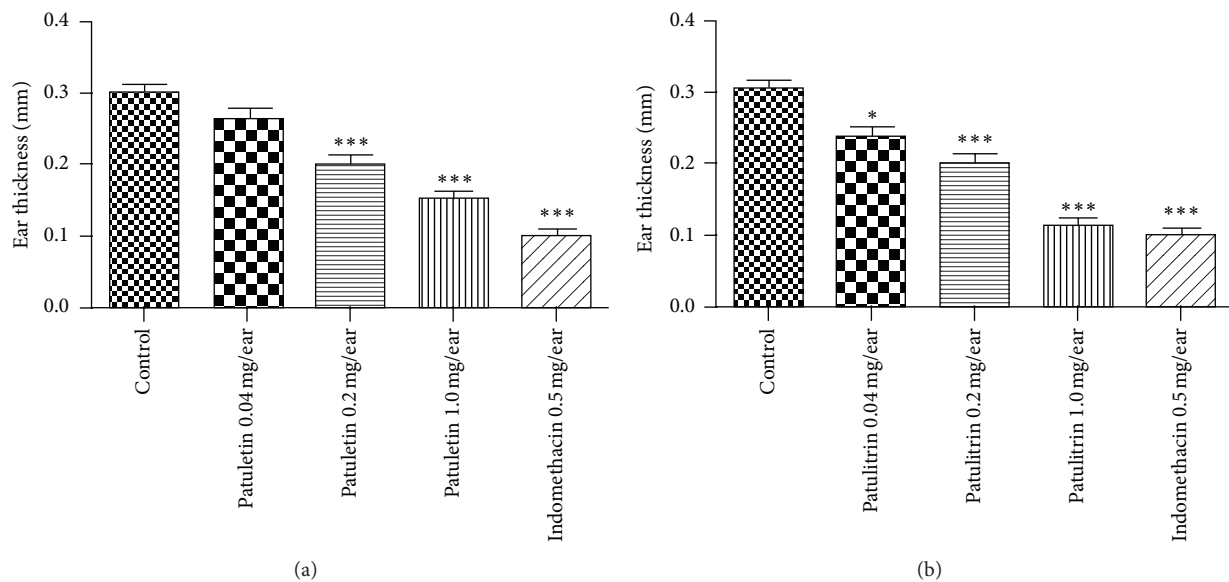 0.4
0.3
0.2
0.1
0.0
Ear thickness (mm)
***
***
***
Control
Patuletin 0.04 mg/ear
Patuletin 0.2 mg/ear
Patuletin 1.0 mg/ear
Indomethacin 0.5 mg/ear
(a)
0.4
0.3
0.2
0.1
0.0
Ear thickness (mm)
*
***
***
***
Control
Patulitrin 0.04 mg/ear
Patulitrin 0.2 mg/ear
Patulitrin 1.0 mg/ear
Indomethacin 0.5 mg/ear
(b)